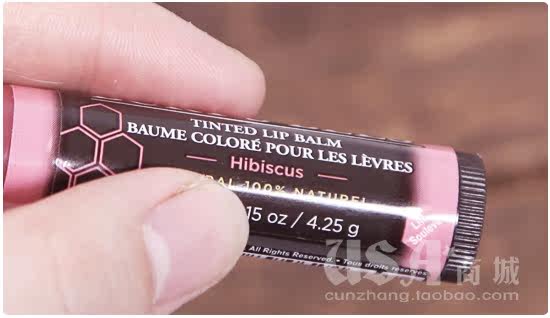 TINTED LIP BALM
BAUME COLORÉ POUR LES LÈVRES
Hibiscus
100% NATUREL
15 oz / 4.25 g
All Rights Reserved. • Tous droits réservés
USA商城
cunzhang.taobao.com